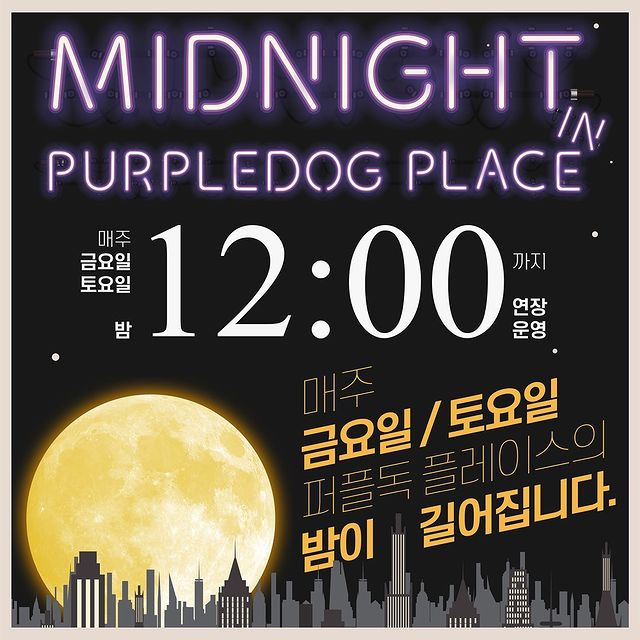 MIDNIGHT
IN
PURPLEDOG PLACE
매주
금요일
토요일
밤
12:00
까지
연장
운영
매주
금요일 / 토요일
퍼플독 플레이스의
밤이 길어집니다.